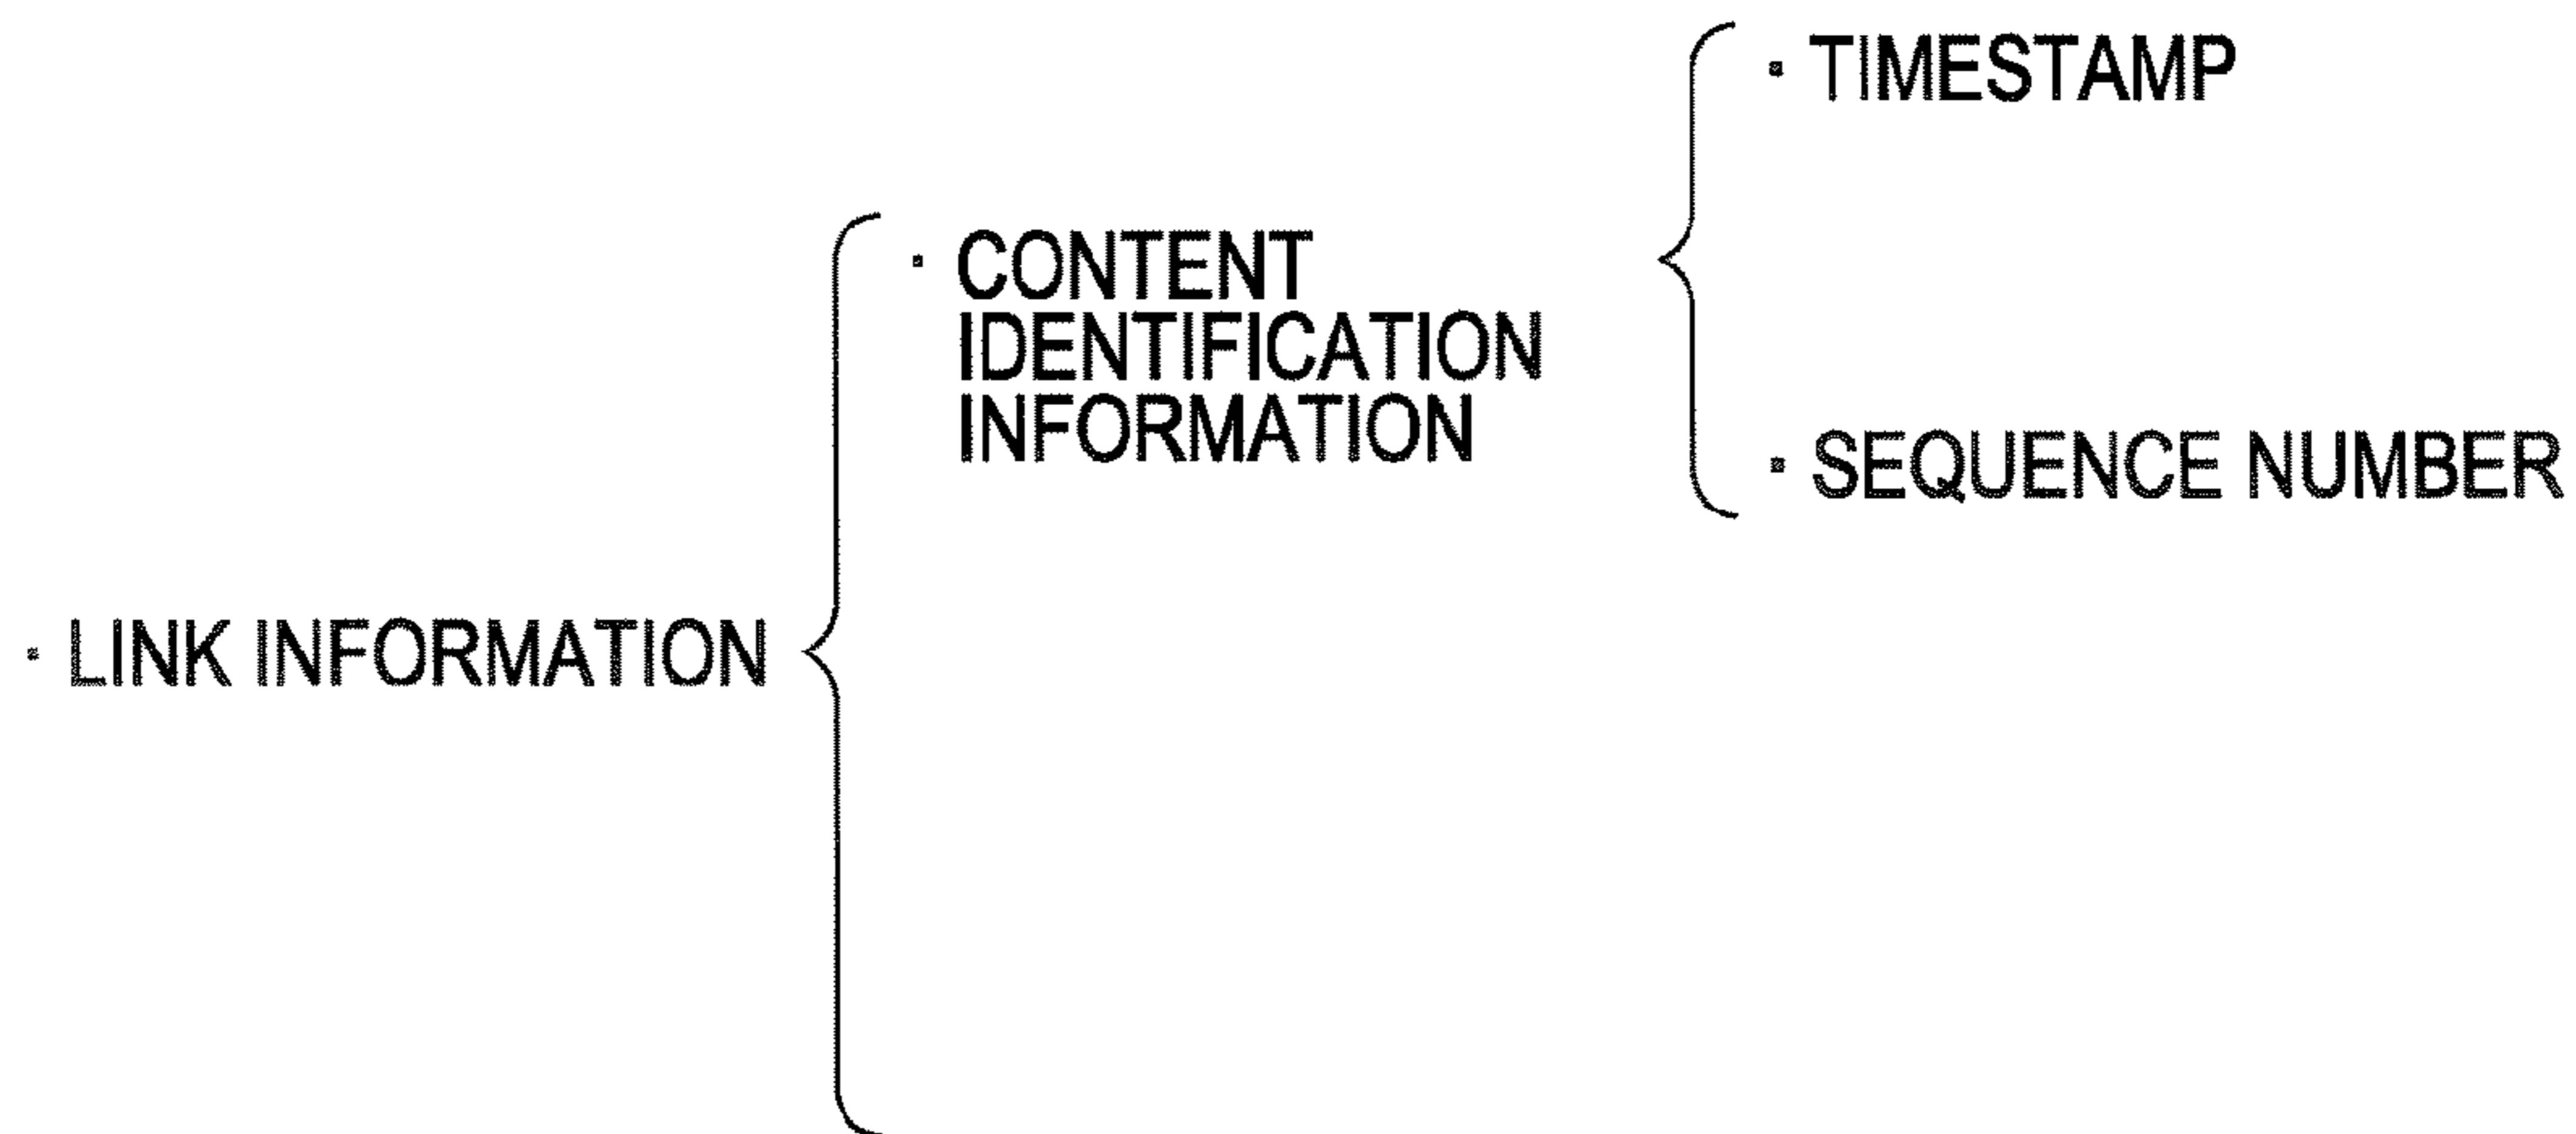 · TIMESTAMP
· CONTENT
IDENTIFICATION
INFORMATION
· SEQUENCE NUMBER
· LINK INFORMATION